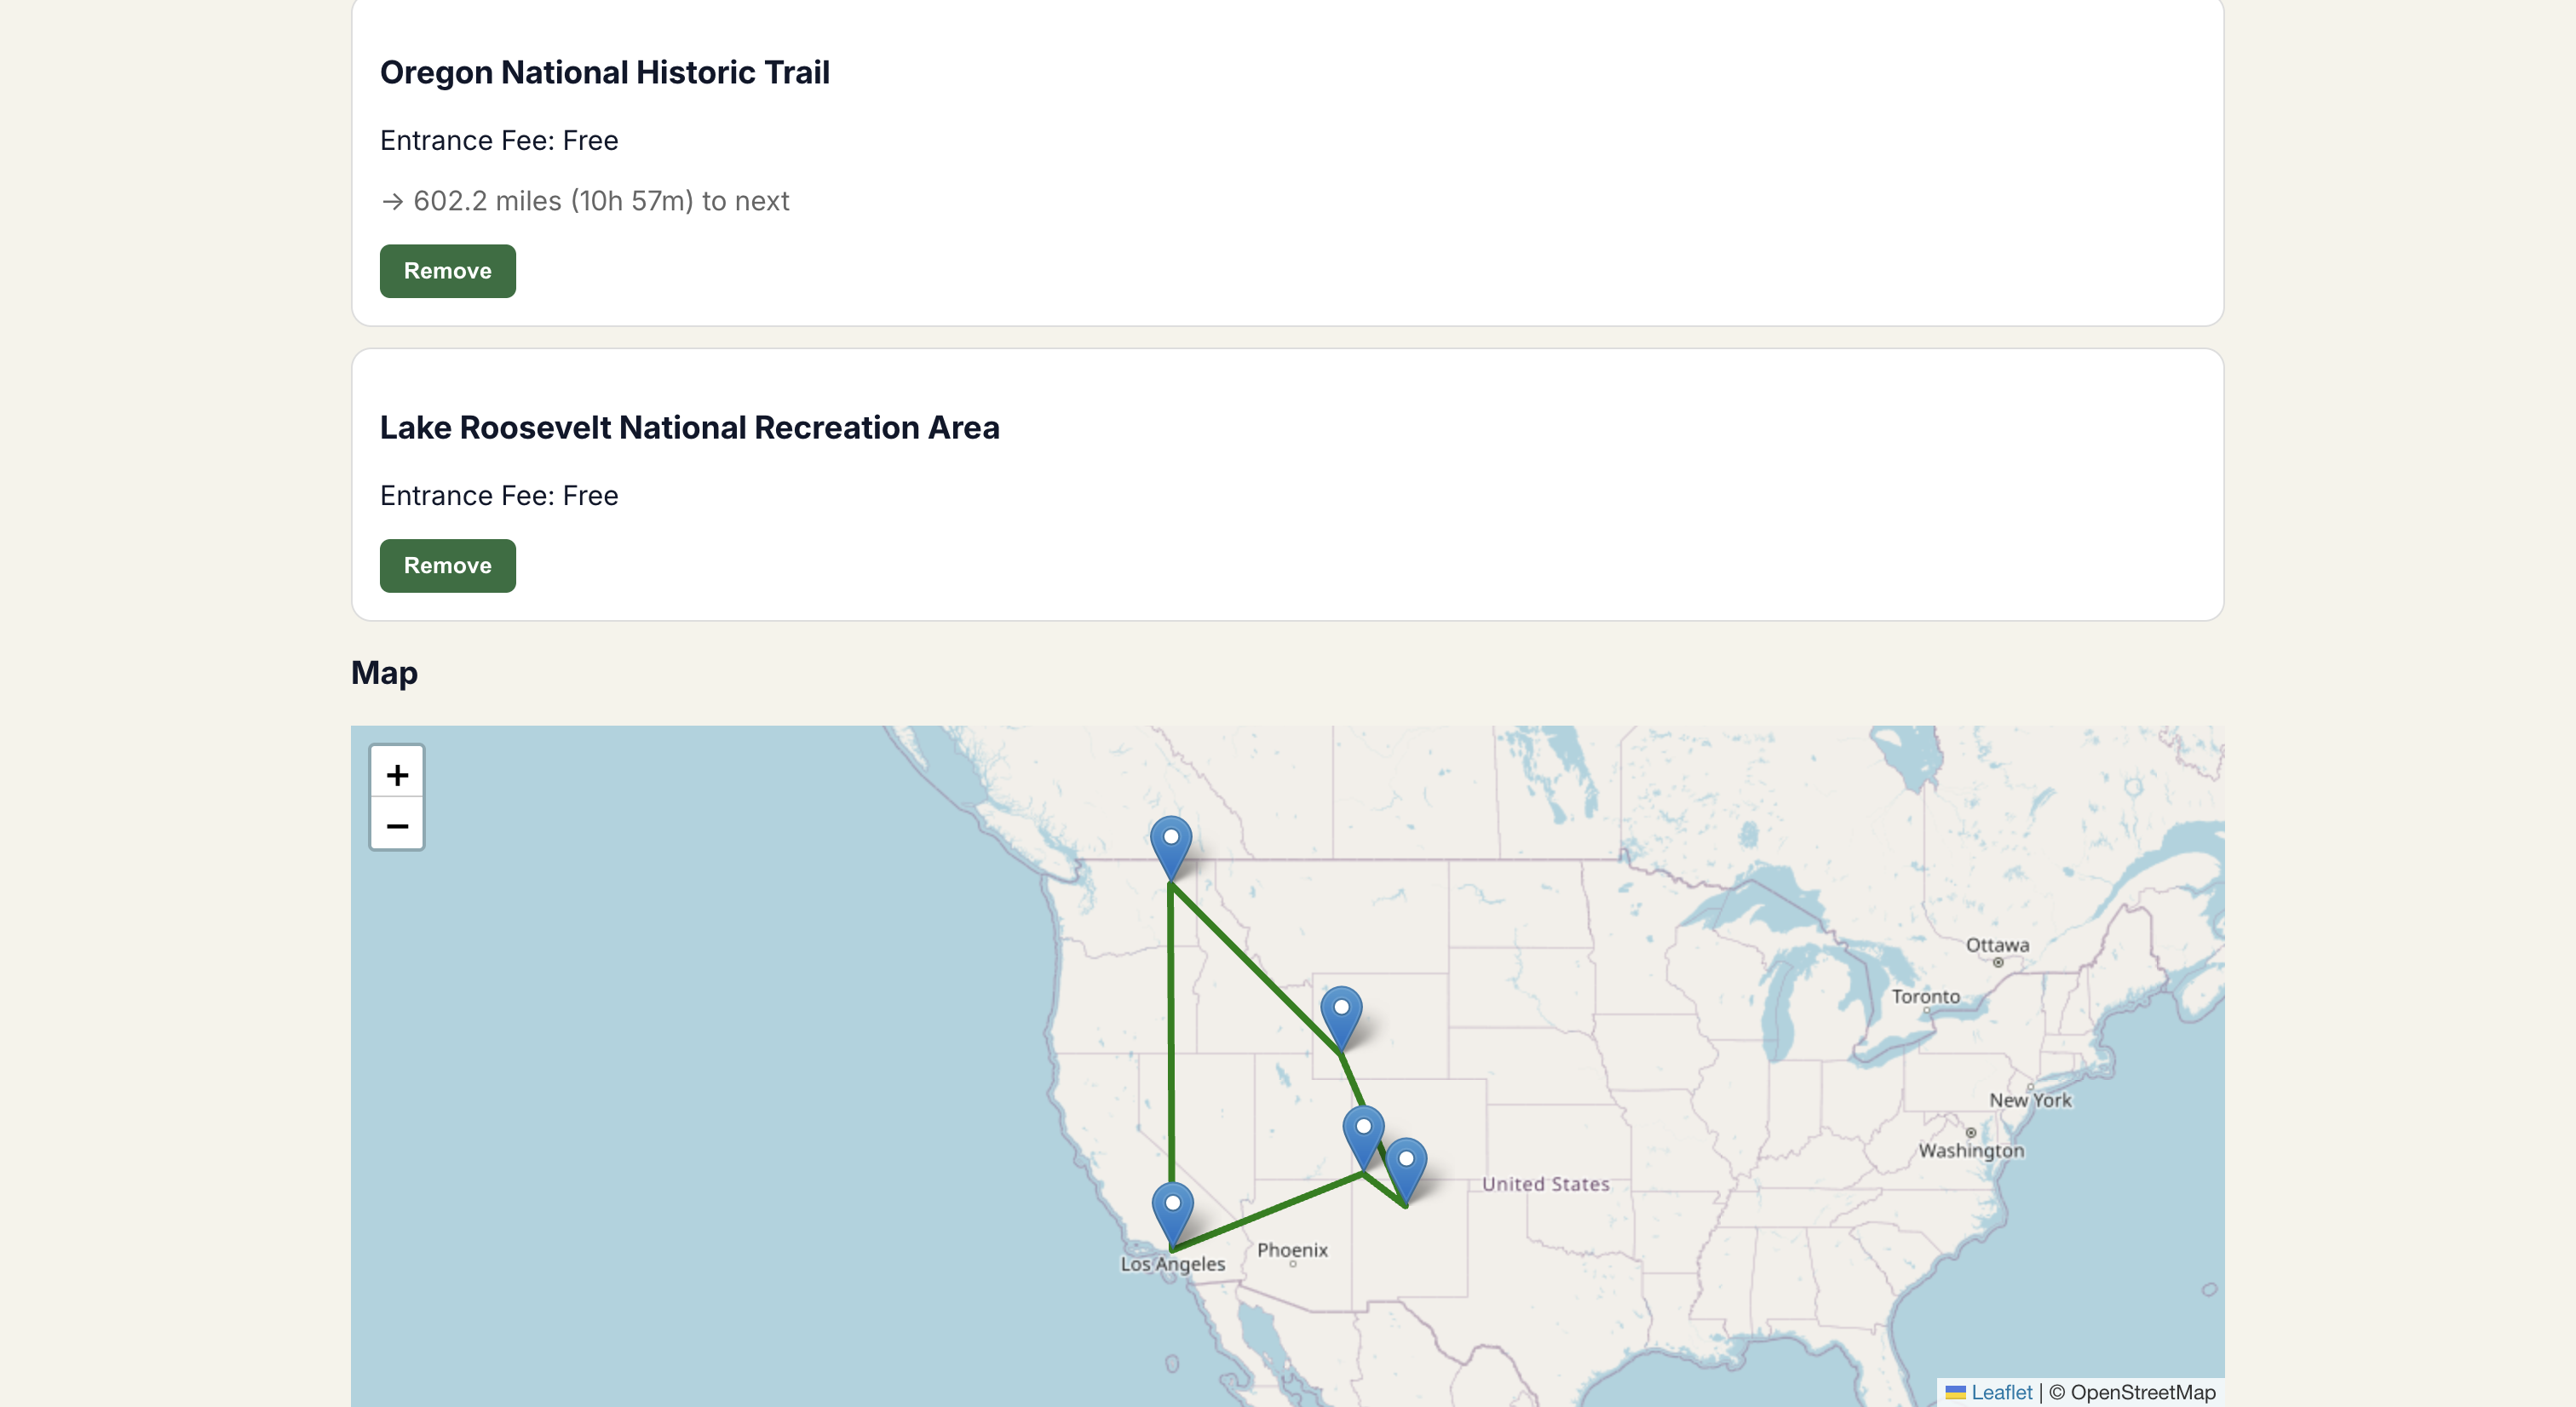 Oregon National Historic Trail
Entrance Fee: Free
→ 602.2 miles (10h 57m) to next
Remove
Lake Roosevelt National Recreation Area
Entrance Fee: Free
Remove
Map
+
−
Ottawa
Toronto
New York
Washington
United States
Phoenix
Los Angeles
Leaflet | © OpenStreetMap